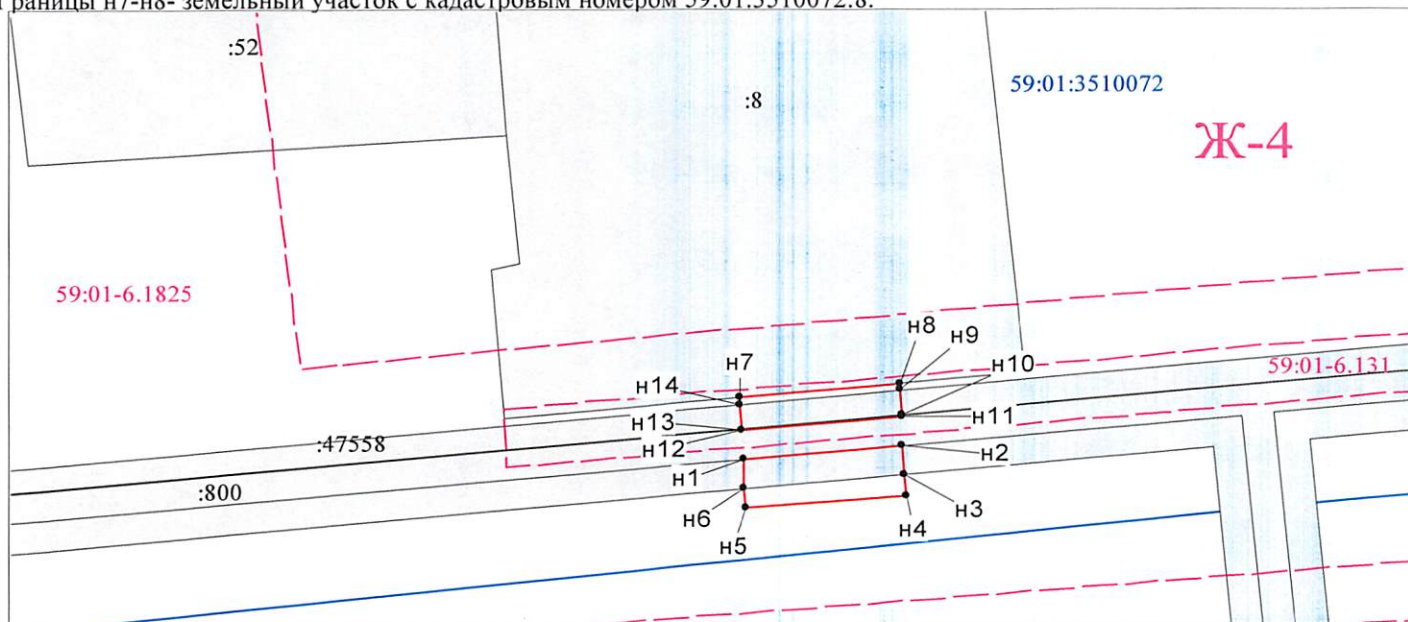 Границы н7-н8- земельный участок с кадастровым номером 59:01:3510072:8.
:52
:8
59:01:3510072
Ж-4
59:01-6.1825
н8
н9
н7
н10
59:01-6.131
н14
н13
н11
:47558
н12
н2
н1
:800
н6
н3
н4
н5